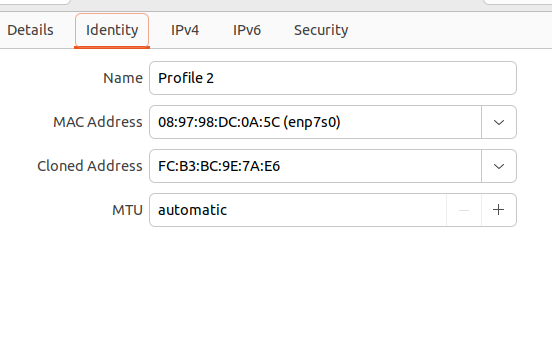 Details Identity IPv4 IPv6 Security
Name Profile 2
MAC Address 08:97:98:DC:0A:5C (enp7s0)
Cloned Address FC:B3:BC:9E:7A:E6
MTU automatic